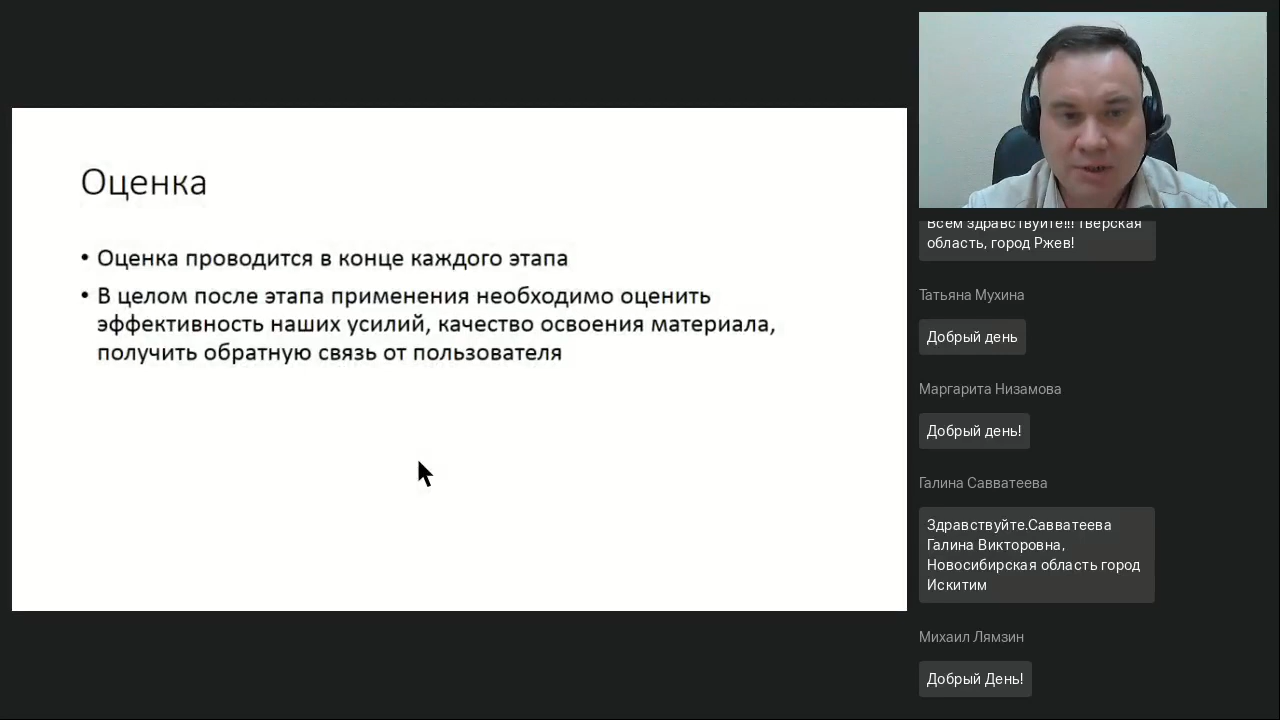 Оценка
• Оценка проводится в конце каждого этапа
• В целом после этапа применения необходимо оценить
эффективность наших усилий, качество освоения материала,
получить обратную связь от пользователя
Всем здравствуйте!!! Тверская
область, город Ржев!
Татьяна Мухина
Добрый день
Маргарита Низамова
Добрый день!
Галина Савватеева
Здравствуйте.Савватеева
Галина Викторовна,
Новосибирская область город
Искитим
Михаил Лямзин
Добрый День!